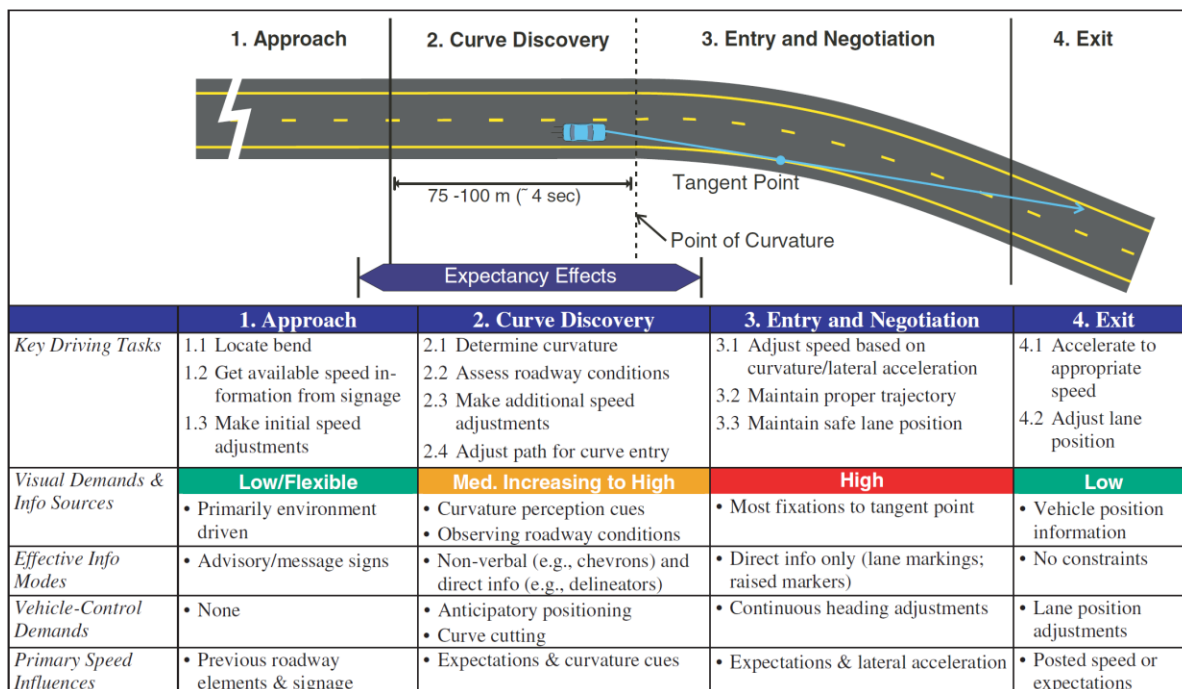 1. Approach
2. Curve Discovery
3. Entry and Negotiation
4. Exit
Tangent Point
75 -100 m (~ 4 sec)
Point of Curvature
Expectancy Effects
1. Approach
2. Curve Discovery
3. Entry and Negotiation
4. Exit
Key Driving Tasks
1.1 Locate bend
1.2 Get available speed in-
formation from signage
1.3 Make initial speed
adjustments
2.1 Determine curvature
2.2 Assess roadway conditions
2.3 Make additional speed
adjustments
2.4 Adjust path for curve entry
3.1 Adjust speed based on
curvature/lateral acceleration
3.2 Maintain proper trajectory
3.3 Maintain safe lane position
4.1 Accelerate to
appropriate
speed
4.2 Adjust lane
position
Visual Demands &
Info Sources
Low/Flexible
• Primarily environment
driven
Med. Increasing to High
• Curvature perception cues
• Observing roadway conditions
High
• Most fixations to tangent point
Low
• Vehicle position
information
Effective Info
Modes
• Advisory/message signs
• Non-verbal (e.g., chevrons) and
direct info (e.g., delineators)
• Direct info only (lane markings;
raised markers)
• No constraints
Vehicle-Control
Demands
• None
• Anticipatory positioning
• Curve cutting
• Continuous heading adjustments
• Lane position
adjustments
Primary Speed
Influences
• Previous roadway
elements & signage
• Expectations & curvature cues
• Expectations & lateral acceleration
• Posted speed or
expectations